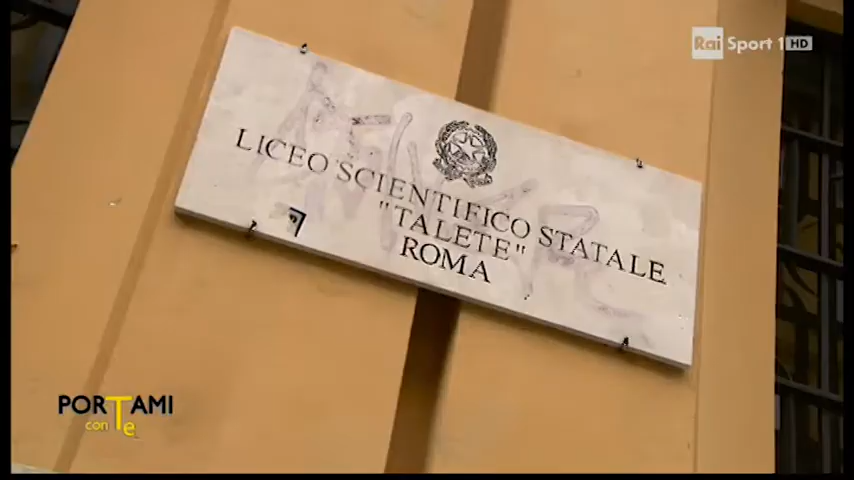 Rai Sport 1 HD
LICEO SCIENTIFICO STATALE
"TALETE"
ROMA
PORTAMI
con Te